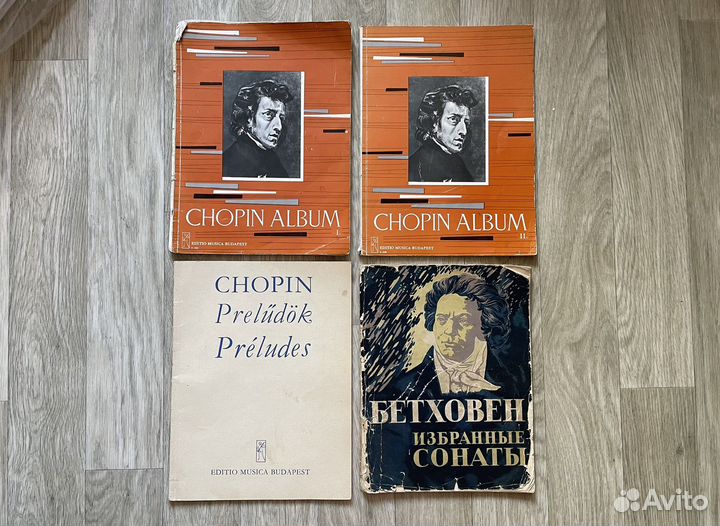 CHOPIN ALBUM
I.
EDITIO MUSICA BUDAPEST
CHOPIN ALBUM
II.
EDITIO MUSICA BUDAPEST
CHOPIN
Prelűdök
Préludes
EDITIO MUSICA BUDAPEST
БЕТХОВЕН
ИЗБРАННЫЕ
СОНАТЫ
Avito